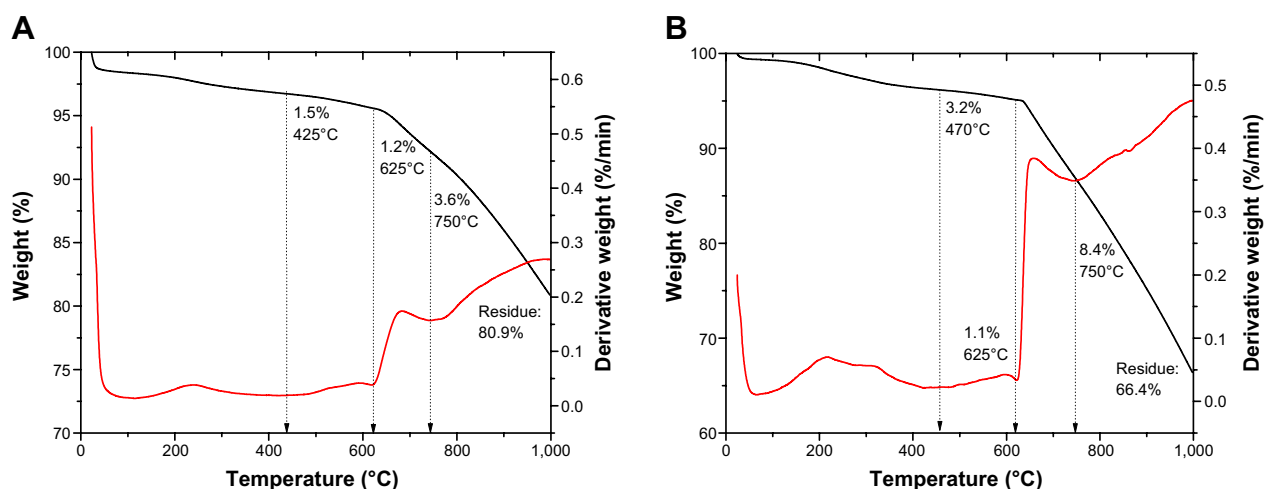 A
Weight (%)
100
95
90
85
80
75
70
0
200
400
600
800
1,000
Temperature (°C)
0.6
0.5
0.4
0.3
0.2
0.1
0.0
Derivative weight (%/min)
1.5%
425°C
1.2%
625°C
3.6%
750°C
Residue:
80.9%
B
Weight (%)
100
90
80
70
60
0
200
400
600
800
1,000
Temperature (°C)
0.5
0.4
0.3
0.2
0.1
0.0
Derivative weight (%/min)
3.2%
470°C
1.1%
625°C
8.4%
750°C
Residue:
66.4%